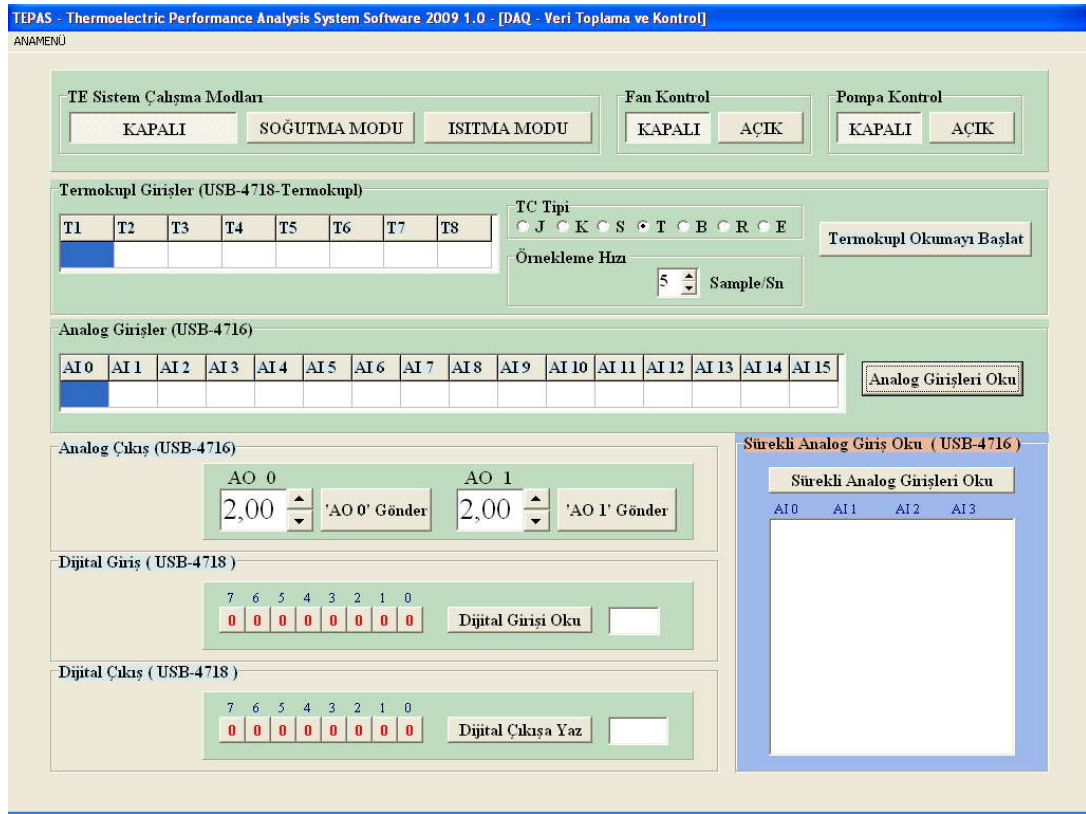 TEPAS - Thermoelectric Performance Analysis System Software 2009 1.0 - [DAQ - Veri Toplama ve Kontrol]
ANAMENÜ
TE Sistem Çalışma Modları
KAPALI SOĞUTMA MODU ISITMA MODU
Fan Kontrol
KAPALI AÇIK
Pompa Kontrol
KAPALI AÇIK
Termokupl Girişler (USB-4718-Termokupl)
T1 T2 T3 T4 T5 T6 T7 T8
TC Tipi
J K S T B R E
Örnekleme Hızı
5 Sample/Sn
Termokupl Okumayı Başlat
Analog Girişler (USB-4716)
AI 0 AI 1 AI 2 AI 3 AI 4 AI 5 AI 6 AI 7 AI 8 AI 9 AI 10 AI 11 AI 12 AI 13 AI 14 AI 15
Analog Girişleri Oku
Analog Çıkış (USB-4716)
AO 0 AO 1
2,00 'AO 0' Gönder 2,00 'AO 1' Gönder
Dijital Giriş ( USB-4718 )
7 6 5 4 3 2 1 0
0 0 0 0 0 0 0 0 Dijital Girişi Oku
Dijital Çıkış ( USB-4718 )
7 6 5 4 3 2 1 0
0 0 0 0 0 0 0 0 Dijital Çıkışa Yaz
Sürekli Analog Giriş Oku ( USB-4716 )
Sürekli Analog Girişleri Oku
AI 0 AI 1 AI 2 AI 3